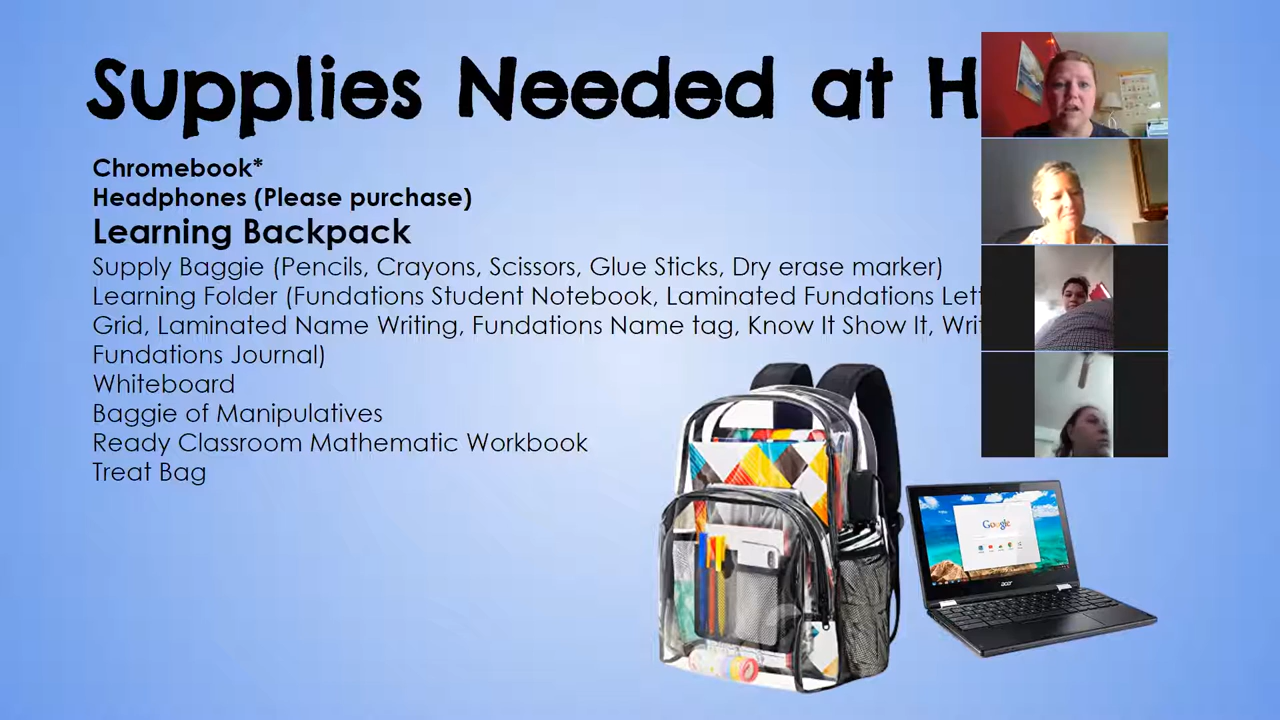 Supplies Needed at H
Chromebook*
Headphones (Please purchase)
Learning Backpack
Supply Baggie (Pencils, Crayons, Scissors, Glue Sticks, Dry erase marker)
Learning Folder (Fundations Student Notebook, Laminated Fundations Lett
Grid, Laminated Name Writing, Fundations Name tag, Know It Show It, Writ
Fundations Journal)
Whiteboard
Baggie of Manipulatives
Ready Classroom Mathematic Workbook
Treat Bag
Google
acer